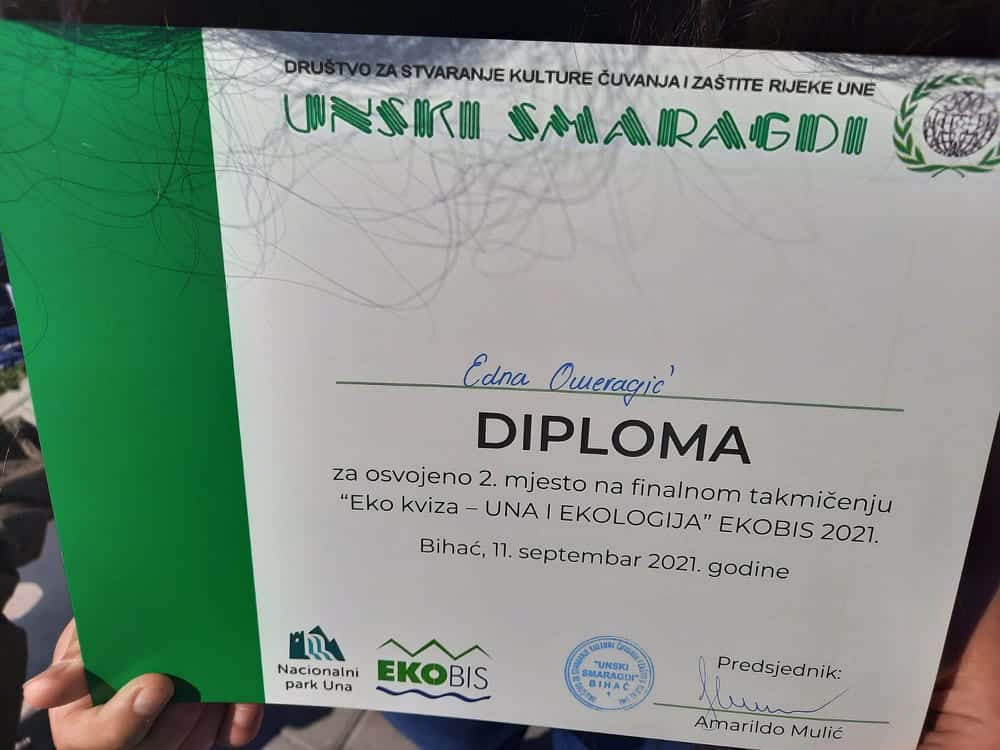 DRUŠTVO ZA STVARANJE KULTURE ČUVANJA I ZAŠTITE RIJEKE UNE
UNSKI SMARAGDI
Edna Omeragić
DIPLOMA
za osvojeno 2. mjesto na finalnom takmičenju
“Eko kviza – UNA I EKOLOGIJA” EKOBIS 2021.
Bihać, 11. septembar 2021. godine
Nacionalni
park Una
EKOBIS
"UNSKI
SMARAGDI"
BIHAĆ
Predsjednik:
Amarildo Mulić